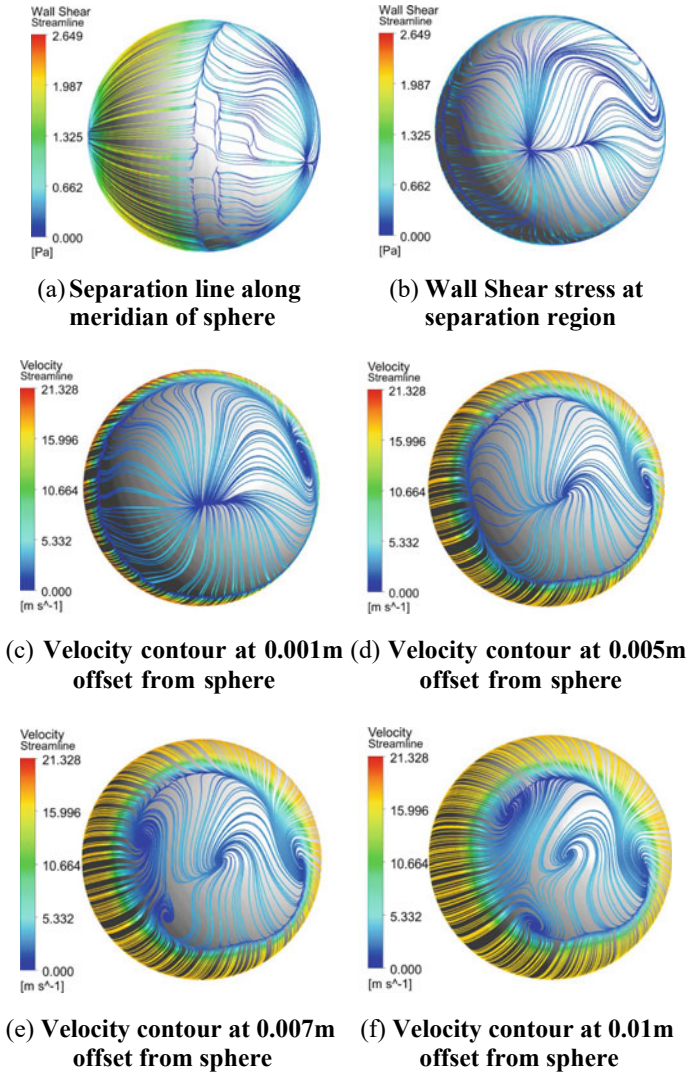 Wall Shear
Streamline
2.649
1.987
1.325
0.662
0.000
[Pa]
Wall Shear
Streamline
2.649
1.987
1.325
0.662
0.000
[Pa]
(a) Separation line along
meridian of sphere
(b) Wall Shear stress at
separation region
Velocity
Streamline
21.328
15.996
10.664
5.332
0.000
[m s^-1]
Velocity
Streamline
21.328
15.996
10.664
5.332
0.000
[m s^-1]
(c) Velocity contour at 0.001m
offset from sphere
(d) Velocity contour at 0.005m
offset from sphere
Velocity
Streamline
21.328
15.996
10.664
5.332
0.000
[m s^-1]
Velocity
Streamline
21.328
15.996
10.664
5.332
0.000
[m s^-1]
(e) Velocity contour at 0.007m
offset from sphere
(f) Velocity contour at 0.01m
offset from sphere